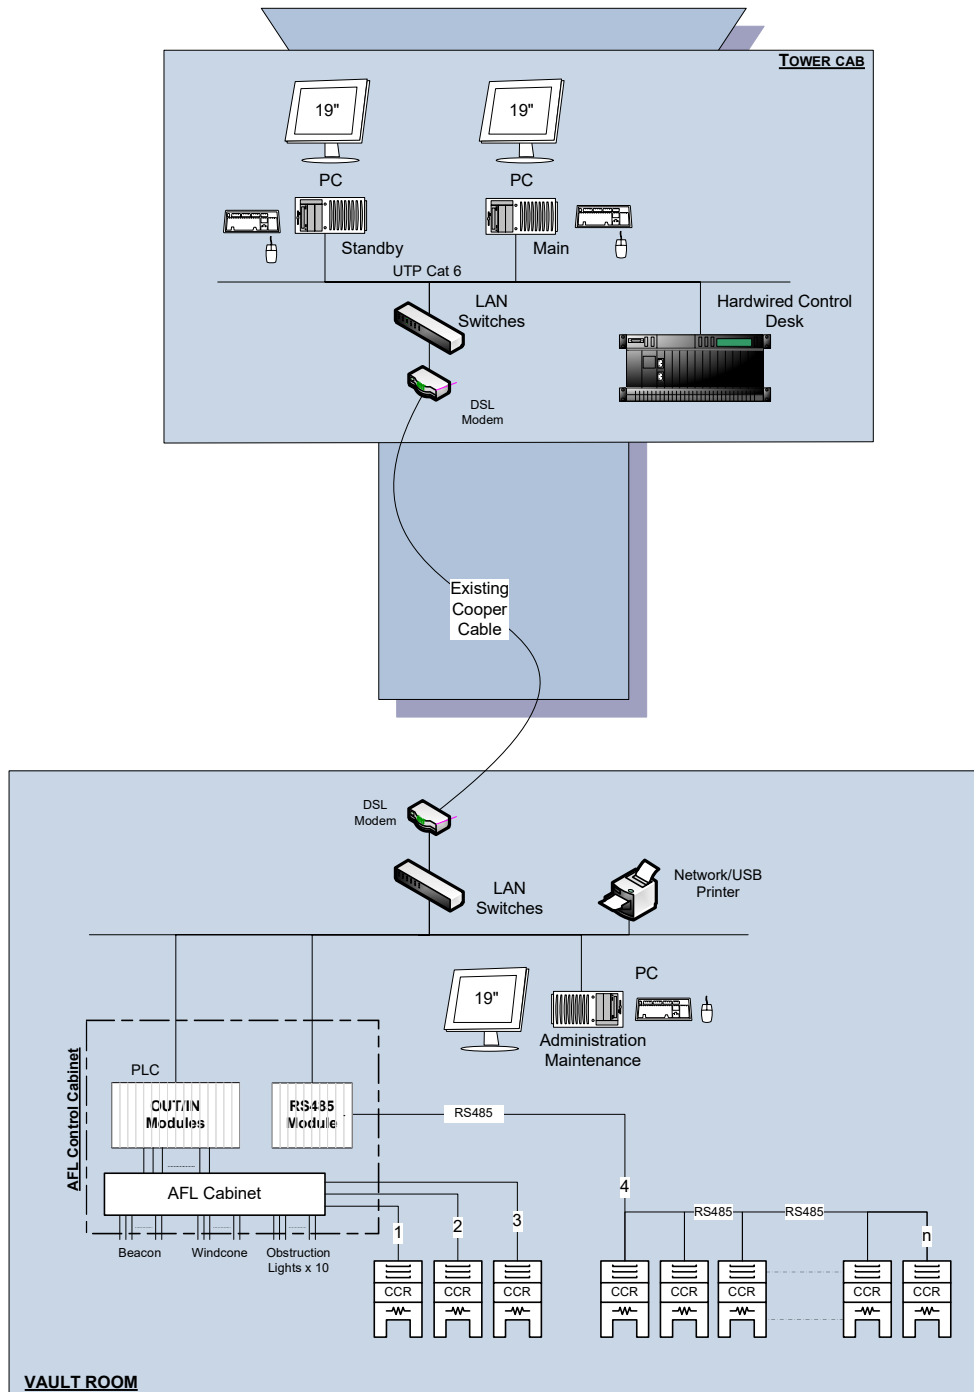 TOWER CAB
19"
19"
PC
PC
Standby
Main
UTP Cat 6
LAN
Switches
Hardwired Control
Desk
DSL
Modem
Existing
Cooper
Cable
DSL
Modem
LAN
Switches
Network/USB
Printer
19"
PC
Administration
Maintenance
AFL Control Cabinet
PLC
OUT/IN
Modules
RS485
Module
RS485
AFL Cabinet
1
2
3
4
RS485
RS485
n
Beacon
Windcone
Obstruction
Lights x 10
CCR
CCR
CCR
CCR
CCR
CCR
CCR
CCR
VAULT ROOM